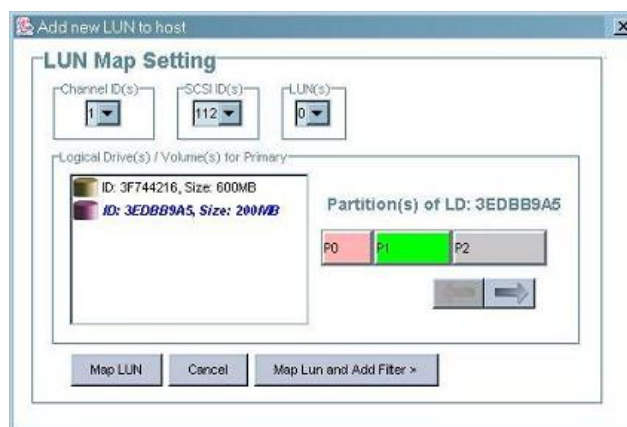 Add new LUN to host
LUN Map Setting
Channel ID(s)
SCSI ID(s)
LUN(s)
1
112
0
Logical Drive(s) / Volume(s) for Primary
ID: 3F744216, Size: 600MB
ID: 3EDBB9A5, Size: 200MB
Partition(s) of LD: 3EDBB9A5
P0
P1
P2
Map LUN
Cancel
Map Lun and Add Filter >